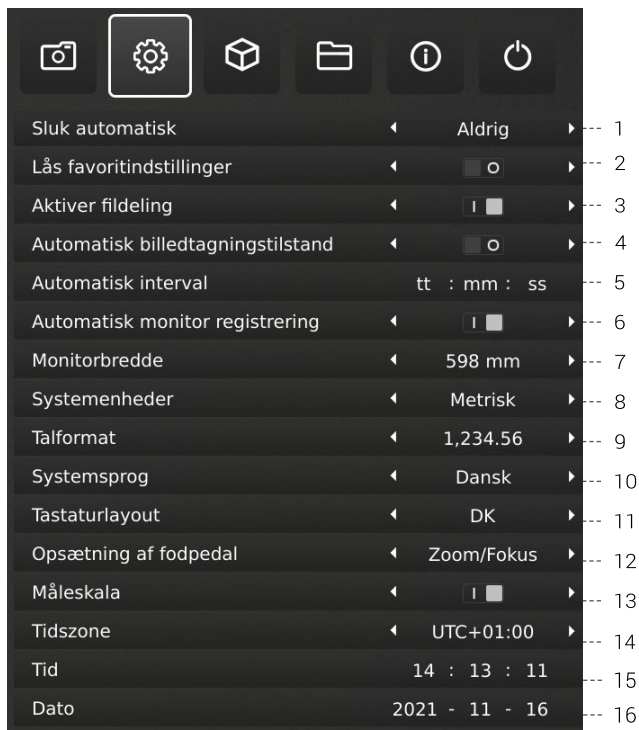 Sluk automatisk Aldrig 1
Lås favoritindstillinger O 2
Aktiver fildeling I 3
Automatisk billedtagningstilstand O 4
Automatisk interval tt : mm : ss 5
Automatisk monitor registrering I 6
Monitorbredde 598 mm 7
Systemenheder Metrisk 8
Talformat 1,234.56 9
Systemsprog Dansk 10
Tastaturlayout DK 11
Opsætning af fodpedal Zoom/Fokus 12
Måleskala I 13
Tidszone UTC+01:00 14
Tid 14 : 13 : 11 15
Dato 2021 - 11 - 16 16